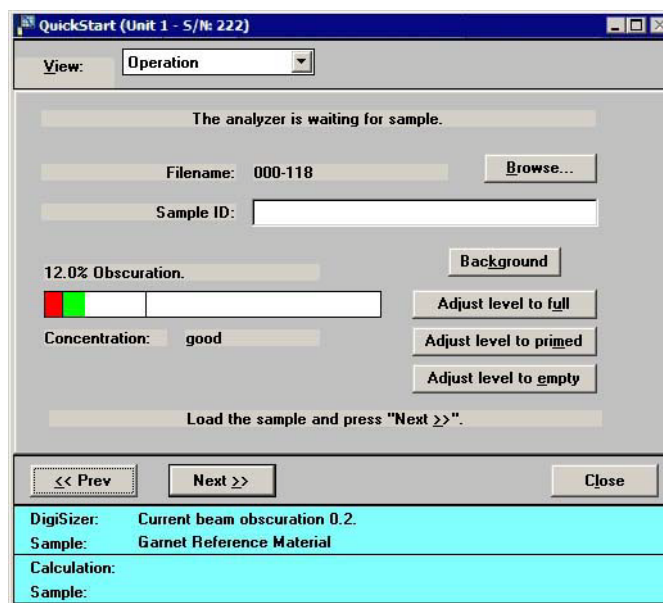 QuickStart (Unit 1 - S/N: 222)
View: Operation
The analyzer is waiting for sample.
Filename: 000-118 Browse...
Sample ID:
12.0% Obscuration. Background
Adjust level to full
Concentration: good Adjust level to primed
Adjust level to empty
Load the sample and press "Next >>".
<< Prev Next >> Close
DigiSizer: Current beam obscuration 0.2.
Sample: Garnet Reference Material
Calculation:
Sample: